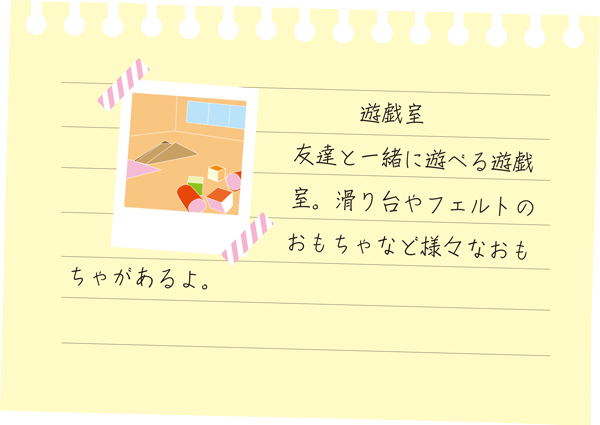 遊戯室
友達と一緒に遊べる遊戯
室。滑り台やフェルトの
おもちゃなど様々なおも
ちゃがあるよ。